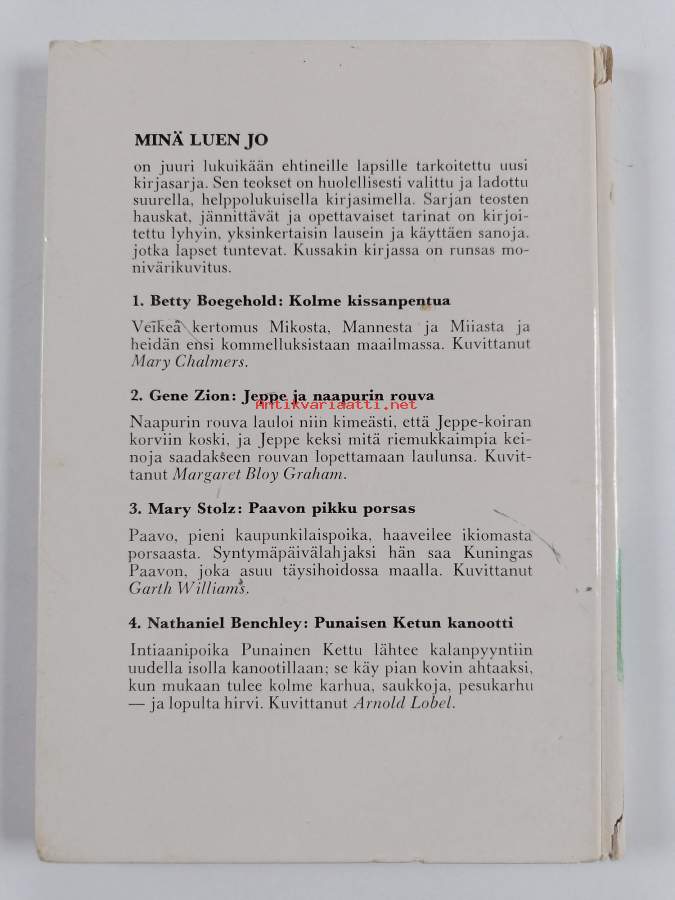 MINÄ LUEN JO
on juuri lukuikään ehtineille lapsille tarkoitettu uusi
kirjasarja. Sen teokset on huolellisesti valittu ja ladottu
suurella, helppolukuisella kirjasimella. Sarjan teosten
hauskat, jännittävät ja opettavaiset tarinat on kirjoi-
tettu lyhyin, yksinkertaisin lausein ja käyttäen sanoja.
jotka lapset tuntevat. Kussakin kirjassa on runsas mo-
nivärikuvitus.
1. Betty Boegehold: Kolme kissanpentua
Veikeä kertomus Mikosta, Mannesta ja Miiasta ja
heidän ensi kommelluksistaan maailmassa. Kuvittanut
Mary Chalmers.
2. Gene Zion: Jeppe ja naapurin rouva
Antikvariaatti.net
Naapurin rouva lauloi niin kimeästi, että Jeppe-koiran
korviin koski, ja Jeppe keksi mitä riemukkaimpia kei-
noja saadakseen rouvan lopettamaan laulunsa. Kuvit-
tanut Margaret Bloy Graham.
3. Mary Stolz: Paavon pikku porsas
Paavo, pieni kaupunkilaispoika, haaveilee ikiomasta
porsaasta. Syntymäpäivälahjaksi hän saa Kuningas
Paavon, joka asuu täysihoidossa maalla. Kuvittanut
Garth Williams.
4. Nathaniel Benchley: Punaisen Ketun kanootti
Intiaanipoika Punainen Kettu lähtee kalanpyyntiin
uudella isolla kanootillaan; se käy pian kovin ahtaaksi,
kun mukaan tulee kolme karhua, saukkoja, pesukarhu
— ja lopulta hirvi. Kuvittanut Arnold Lobel.